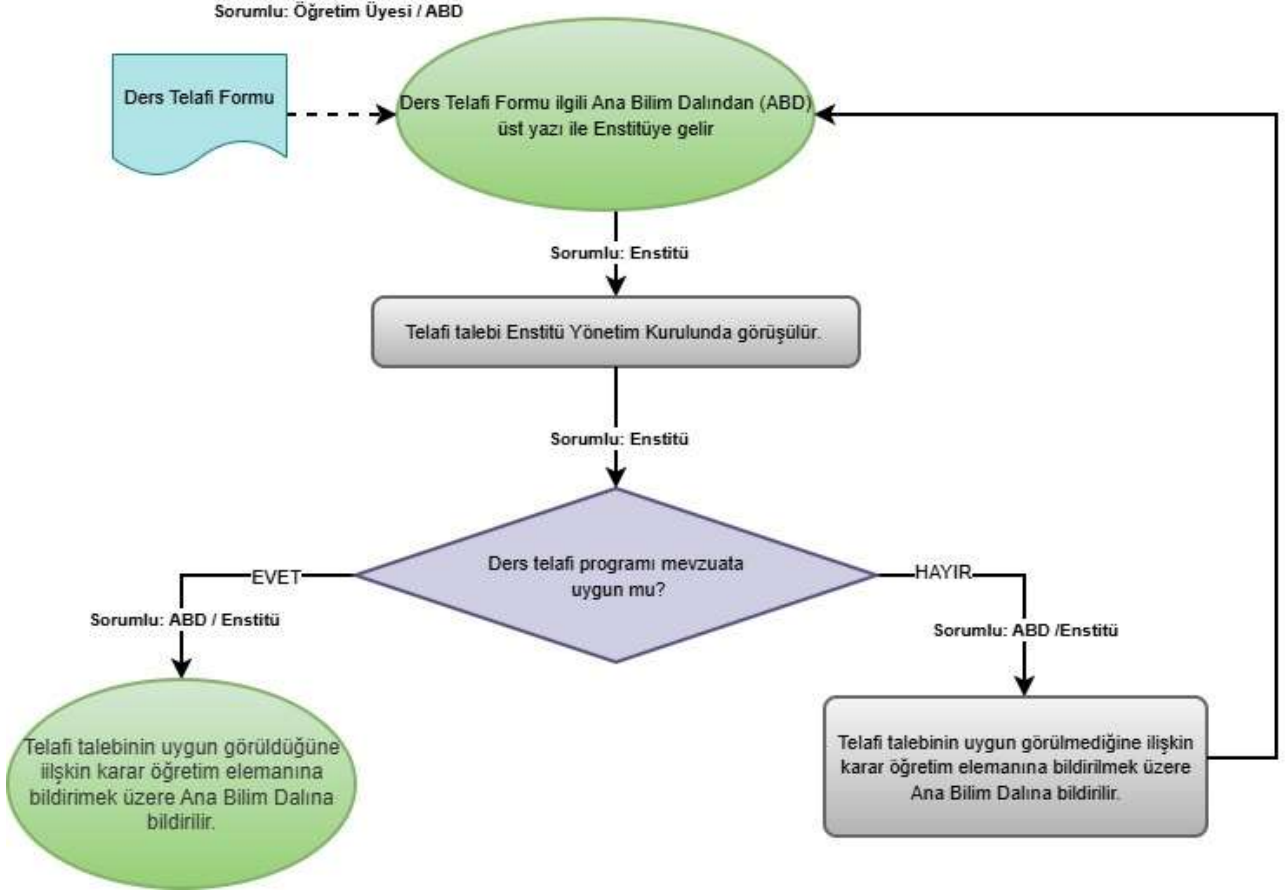 Sorumlu: Öğretim Üyesi / ABD
Ders Telafi Formu
Ders Telafi Formu ilgili Ana Bilim Dalından (ABD)
üst yazı ile Enstitüye gelir
Sorumlu: Enstitü
Telafi talebi Enstitü Yönetim Kurulunda görüşülür.
Sorumlu: Enstitü
Ders telafi programı mevzuata
uygun mu?
EVET
HAYIR
Sorumlu: ABD / Enstitü
Sorumlu: ABD /Enstitü
Telafi talebinin uygun görüldüğüne
iilşkin karar öğretim elemanına
bildirimek üzere Ana Bilim Dalına
bildirilir.
Telafi talebinin uygun görülmediğine ilişkin
karar öğretim elemanına bildirilmek üzere
Ana Bilim Dalına bildirilir.